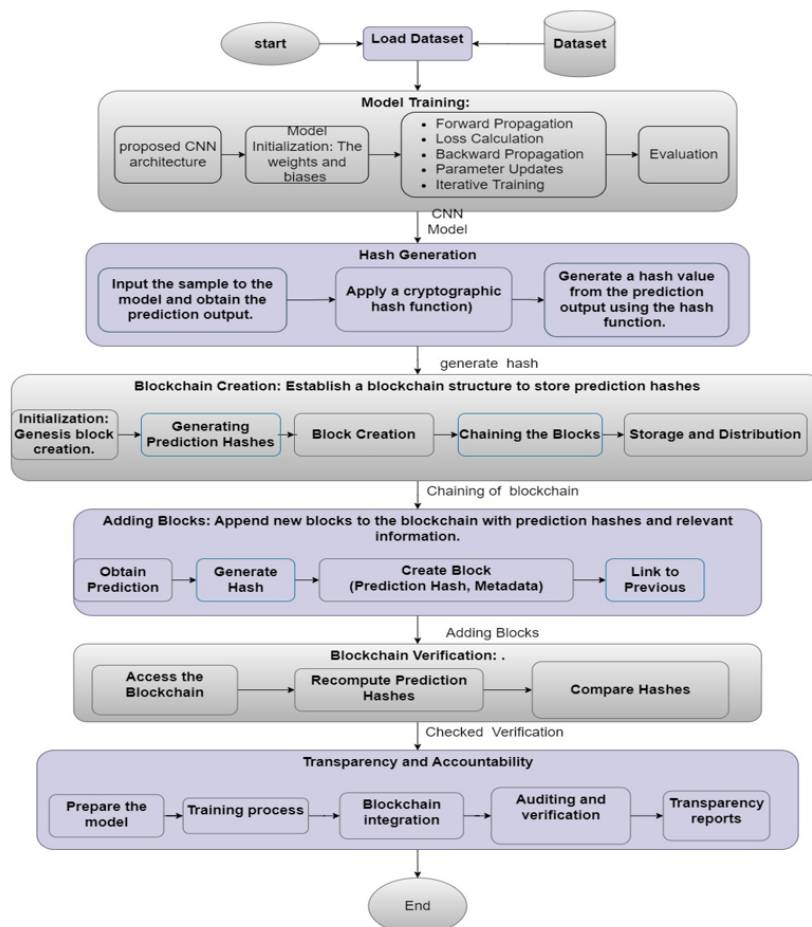 start
Load Dataset
Dataset
Model Training:
proposed CNN
architecture
Model
Initialization: The
weights and
biases
• Forward Propagation
• Loss Calculation
• Backward Propagation
• Parameter Updates
• Iterative Training
Evaluation
CNN
Model
Hash Generation
Input the sample to the
model and obtain the
prediction output.
Apply a cryptographic
hash function)
Generate a hash value
from the prediction
output using the hash
function.
generate hash
Blockchain Creation: Establish a blockchain structure to store prediction hashes
Initialization:
Genesis block
creation.
Generating
Prediction Hashes
Block Creation
Chaining the Blocks
Storage and Distribution
Chaining of blockchain
Adding Blocks: Append new blocks to the blockchain with prediction hashes and relevant
information.
Obtain
Prediction
Generate
Hash
Create Block
(Prediction Hash, Metadata)
Link to
Previous
Adding Blocks
Blockchain Verification: .
Access the
Blockchain
Recompute Prediction
Hashes
Compare Hashes
Checked Verification
Transparency and Accountability
Prepare the
model
Training process
Blockchain
integration
Auditing and
verification
Transparency
reports
End